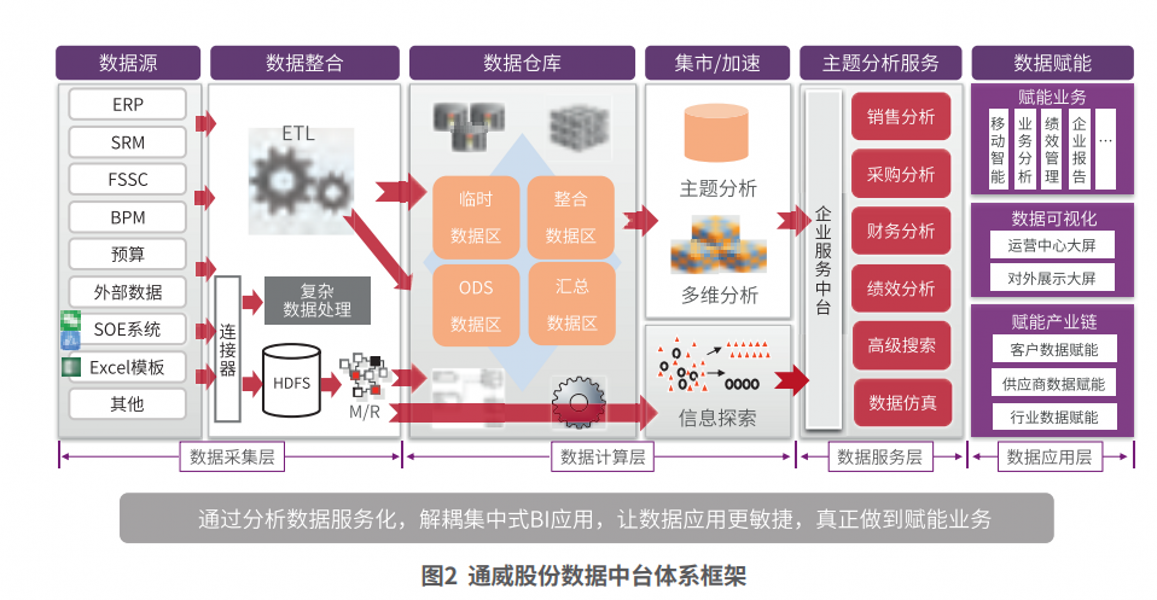 数据源
数据整合
数据仓库
集市/加速
主题分析服务
数据赋能
ERP
SRM
FSSC
BPM
预算
外部数据
SOE系统
Excel模板
其他
ETL
连接器
复杂
数据处理
HDFS
M/R
临时
数据区
整合
数据区
ODS
数据区
汇总
数据区
主题分析
多维分析
信息探索
企业服务中台
销售分析
采购分析
财务分析
绩效分析
高级搜索
数据仿真
赋能业务
移动智能
业务分析
绩效管理
企业报告
…
数据可视化
运营中心大屏
对外展示大屏
赋能产业链
客户数据赋能
供应商数据赋能
行业数据赋能
数据采集层
数据计算层
数据服务层
数据应用层
通过分析数据服务化，解耦集中式BI应用，让数据应用更敏捷，真正做到赋能业务
图2 通威股份数据中台体系框架